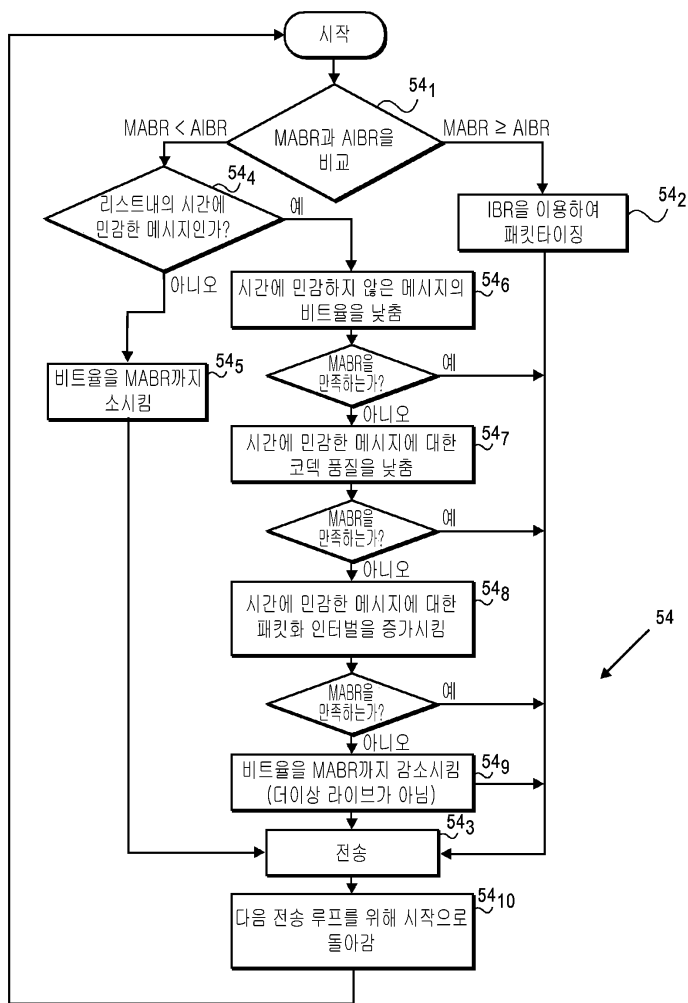 시작
54₁
MABR < AIBR
MABR ≥ AIBR
MABR과 AIBR을
비교
54₄
리스트내의 시간에
민감한 메시지인가?
예
아니오
54₂
IBR을 이용하여
패킷타이징
54₆
시간에 민감하지 않은 메시지의
비트율을 낮춤
54₅
비트율을 MABR까지
소시킴
MABR을
만족하는가?
예
아니오
54₇
시간에 민감한 메시지에 대한
코덱 품질을 낮춤
MABR을
만족하는가?
예
아니오
54₈
시간에 민감한 메시지에 대한
패킷화 인터벌을 증가시킴
54
MABR을
만족하는가?
예
아니오
54₉
비트율을 MABR까지 감소시킴
(더이상 라이브가 아님)
54₃
전송
54₁₀
다음 전송 루프를 위해 시작으로
돌아감